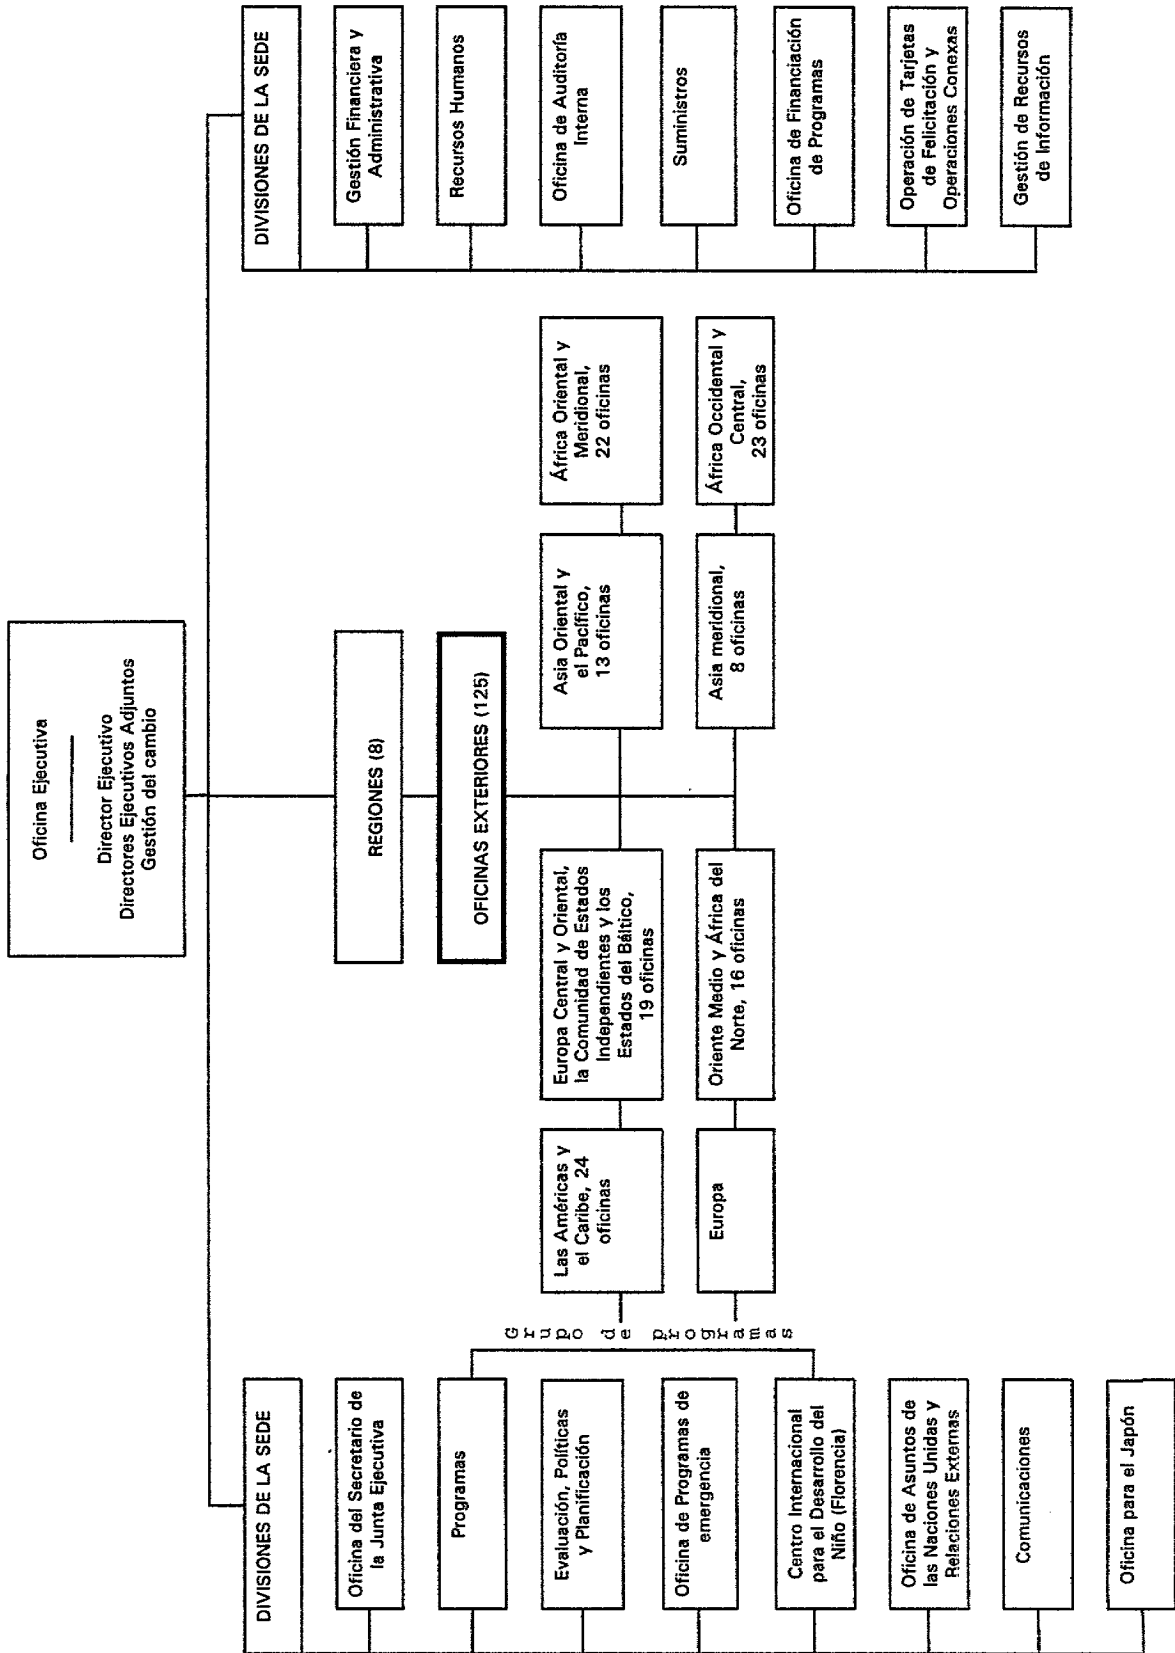 Oficina Ejecutiva
Director Ejecutivo
Directores Ejecutivos Adjuntos
Gestión del cambio
DIVISIONES DE LA SEDE
Oficina del Secretario de
la Junta Ejecutiva
Programas
Evaluación, Políticas
y Planificación
Oficina de Programas de
emergencia
Centro Internacional
para el Desarrollo del
Niño (Florencia)
Oficina de Asuntos de
las Naciones Unidas y
Relaciones Externas
Comunicaciones
Oficina para el Japón
Grupo de programas
REGIONES (8)
OFICINAS EXTERIORES (125)
Las Américas y
el Caribe, 24
oficinas
Europa Central y Oriental,
la Comunidad de Estados
Independientes y los
Estados del Báltico,
19 oficinas
Asia Oriental y
el Pacífico,
13 oficinas
África Oriental y
Meridional,
22 oficinas
Europa
Oriente Medio y África del
Norte, 16 oficinas
Asia meridional,
8 oficinas
África Occidental y
Central,
23 oficinas
DIVISIONES DE LA SEDE
Gestión Financiera y
Administrativa
Recursos Humanos
Oficina de Auditoría
Interna
Suministros
Oficina de Financiación
de Programas
Operación de Tarjetas
de Felicitación y
Operaciones Conexas
Gestión de Recursos
de Información